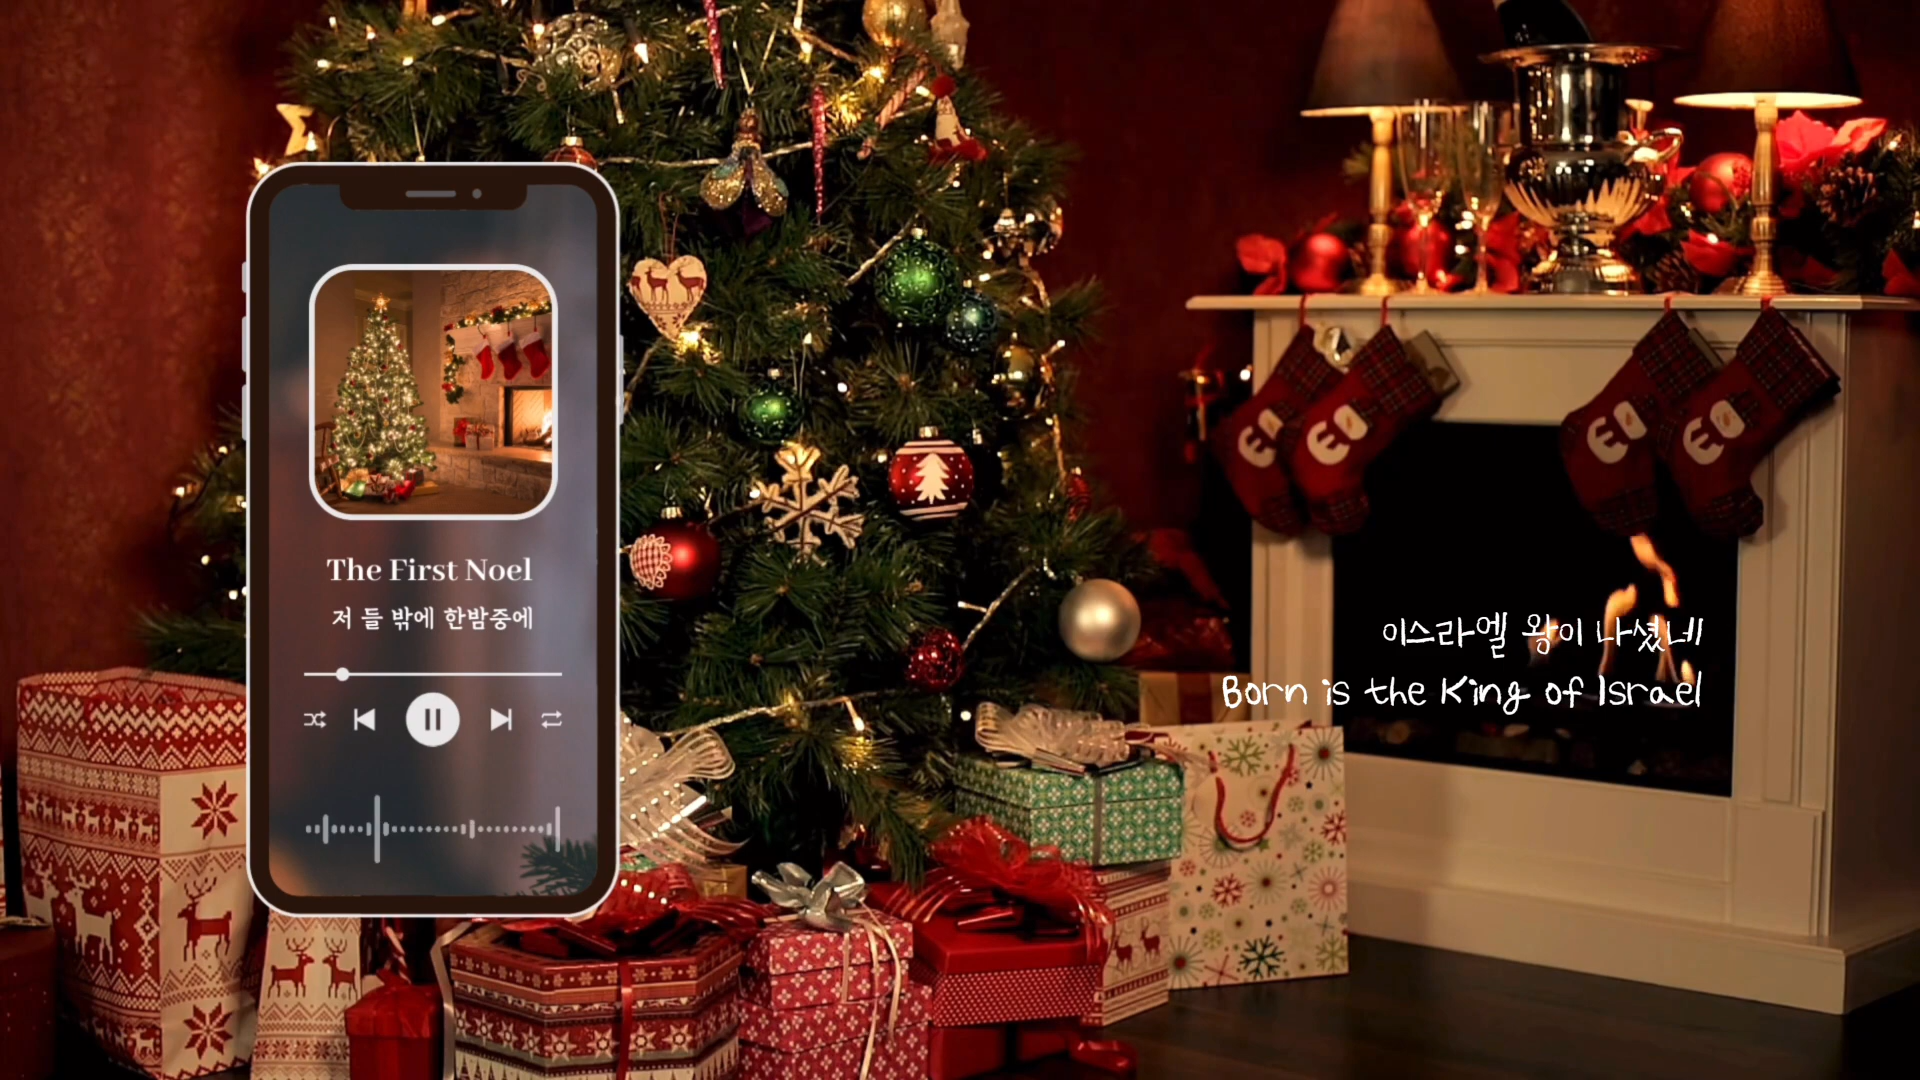 The First Noel
저 들 밖에 한밤중에
이스라엘 왕이 나셨네
Born is the King of Israel